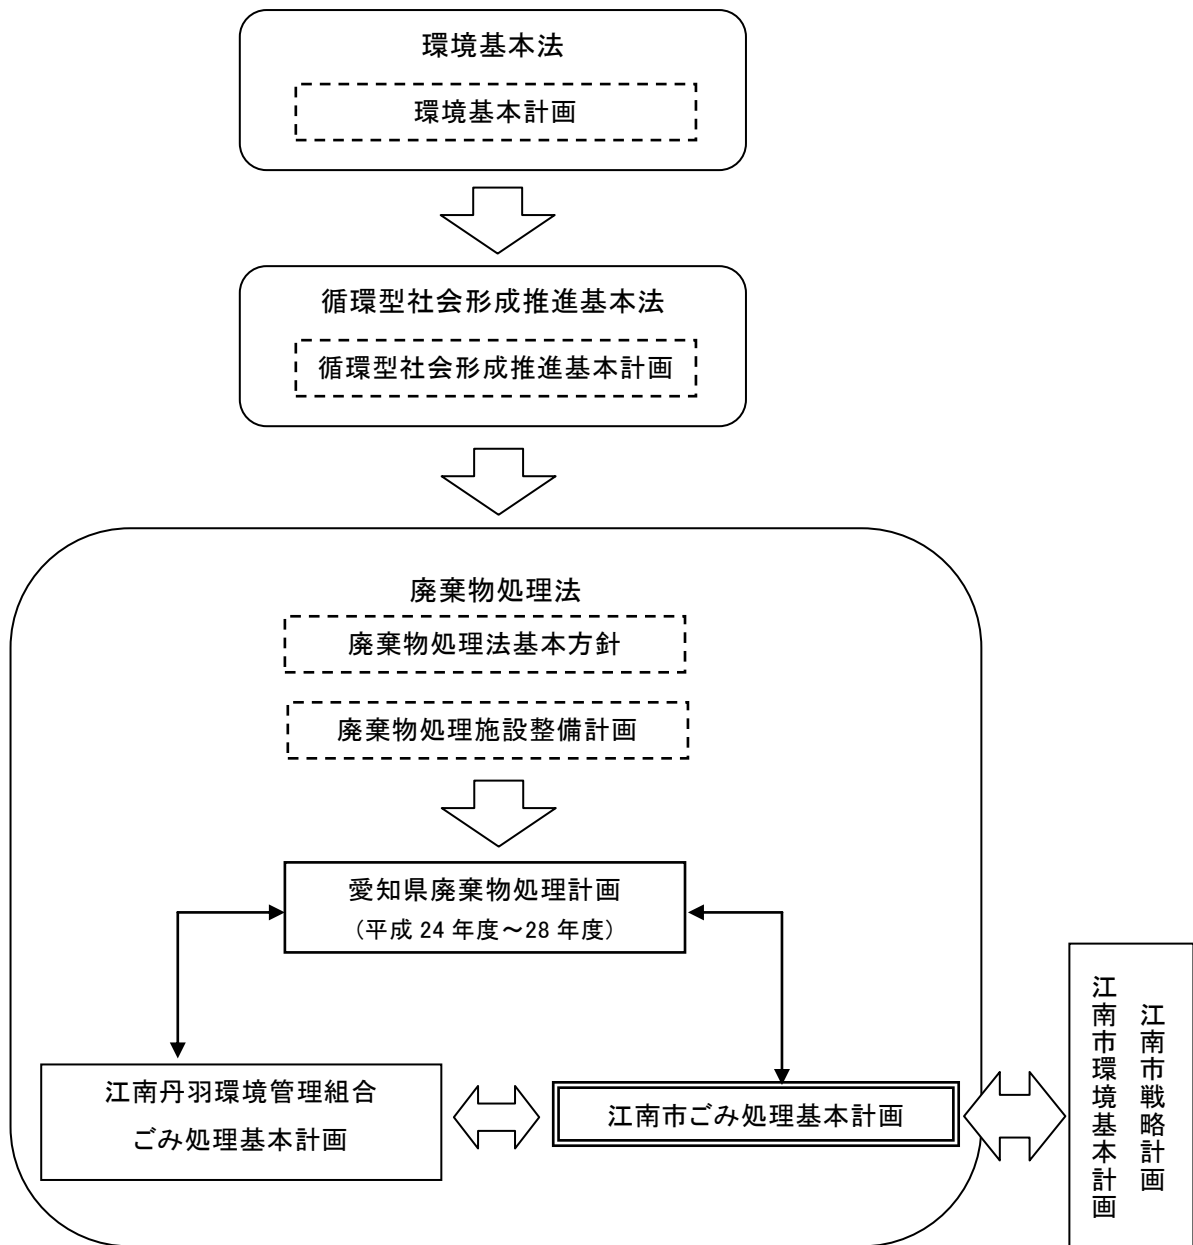 環境基本法
環境基本計画
循環型社会形成推進基本法
循環型社会形成推進基本計画
廃棄物処理法
廃棄物処理法基本方針
廃棄物処理施設整備計画
愛知県廃棄物処理計画
(平成 24 年度～28 年度)
江南丹羽環境管理組合
ごみ処理基本計画
江南市ごみ処理基本計画
江南市戦略計画
江南市環境基本計画